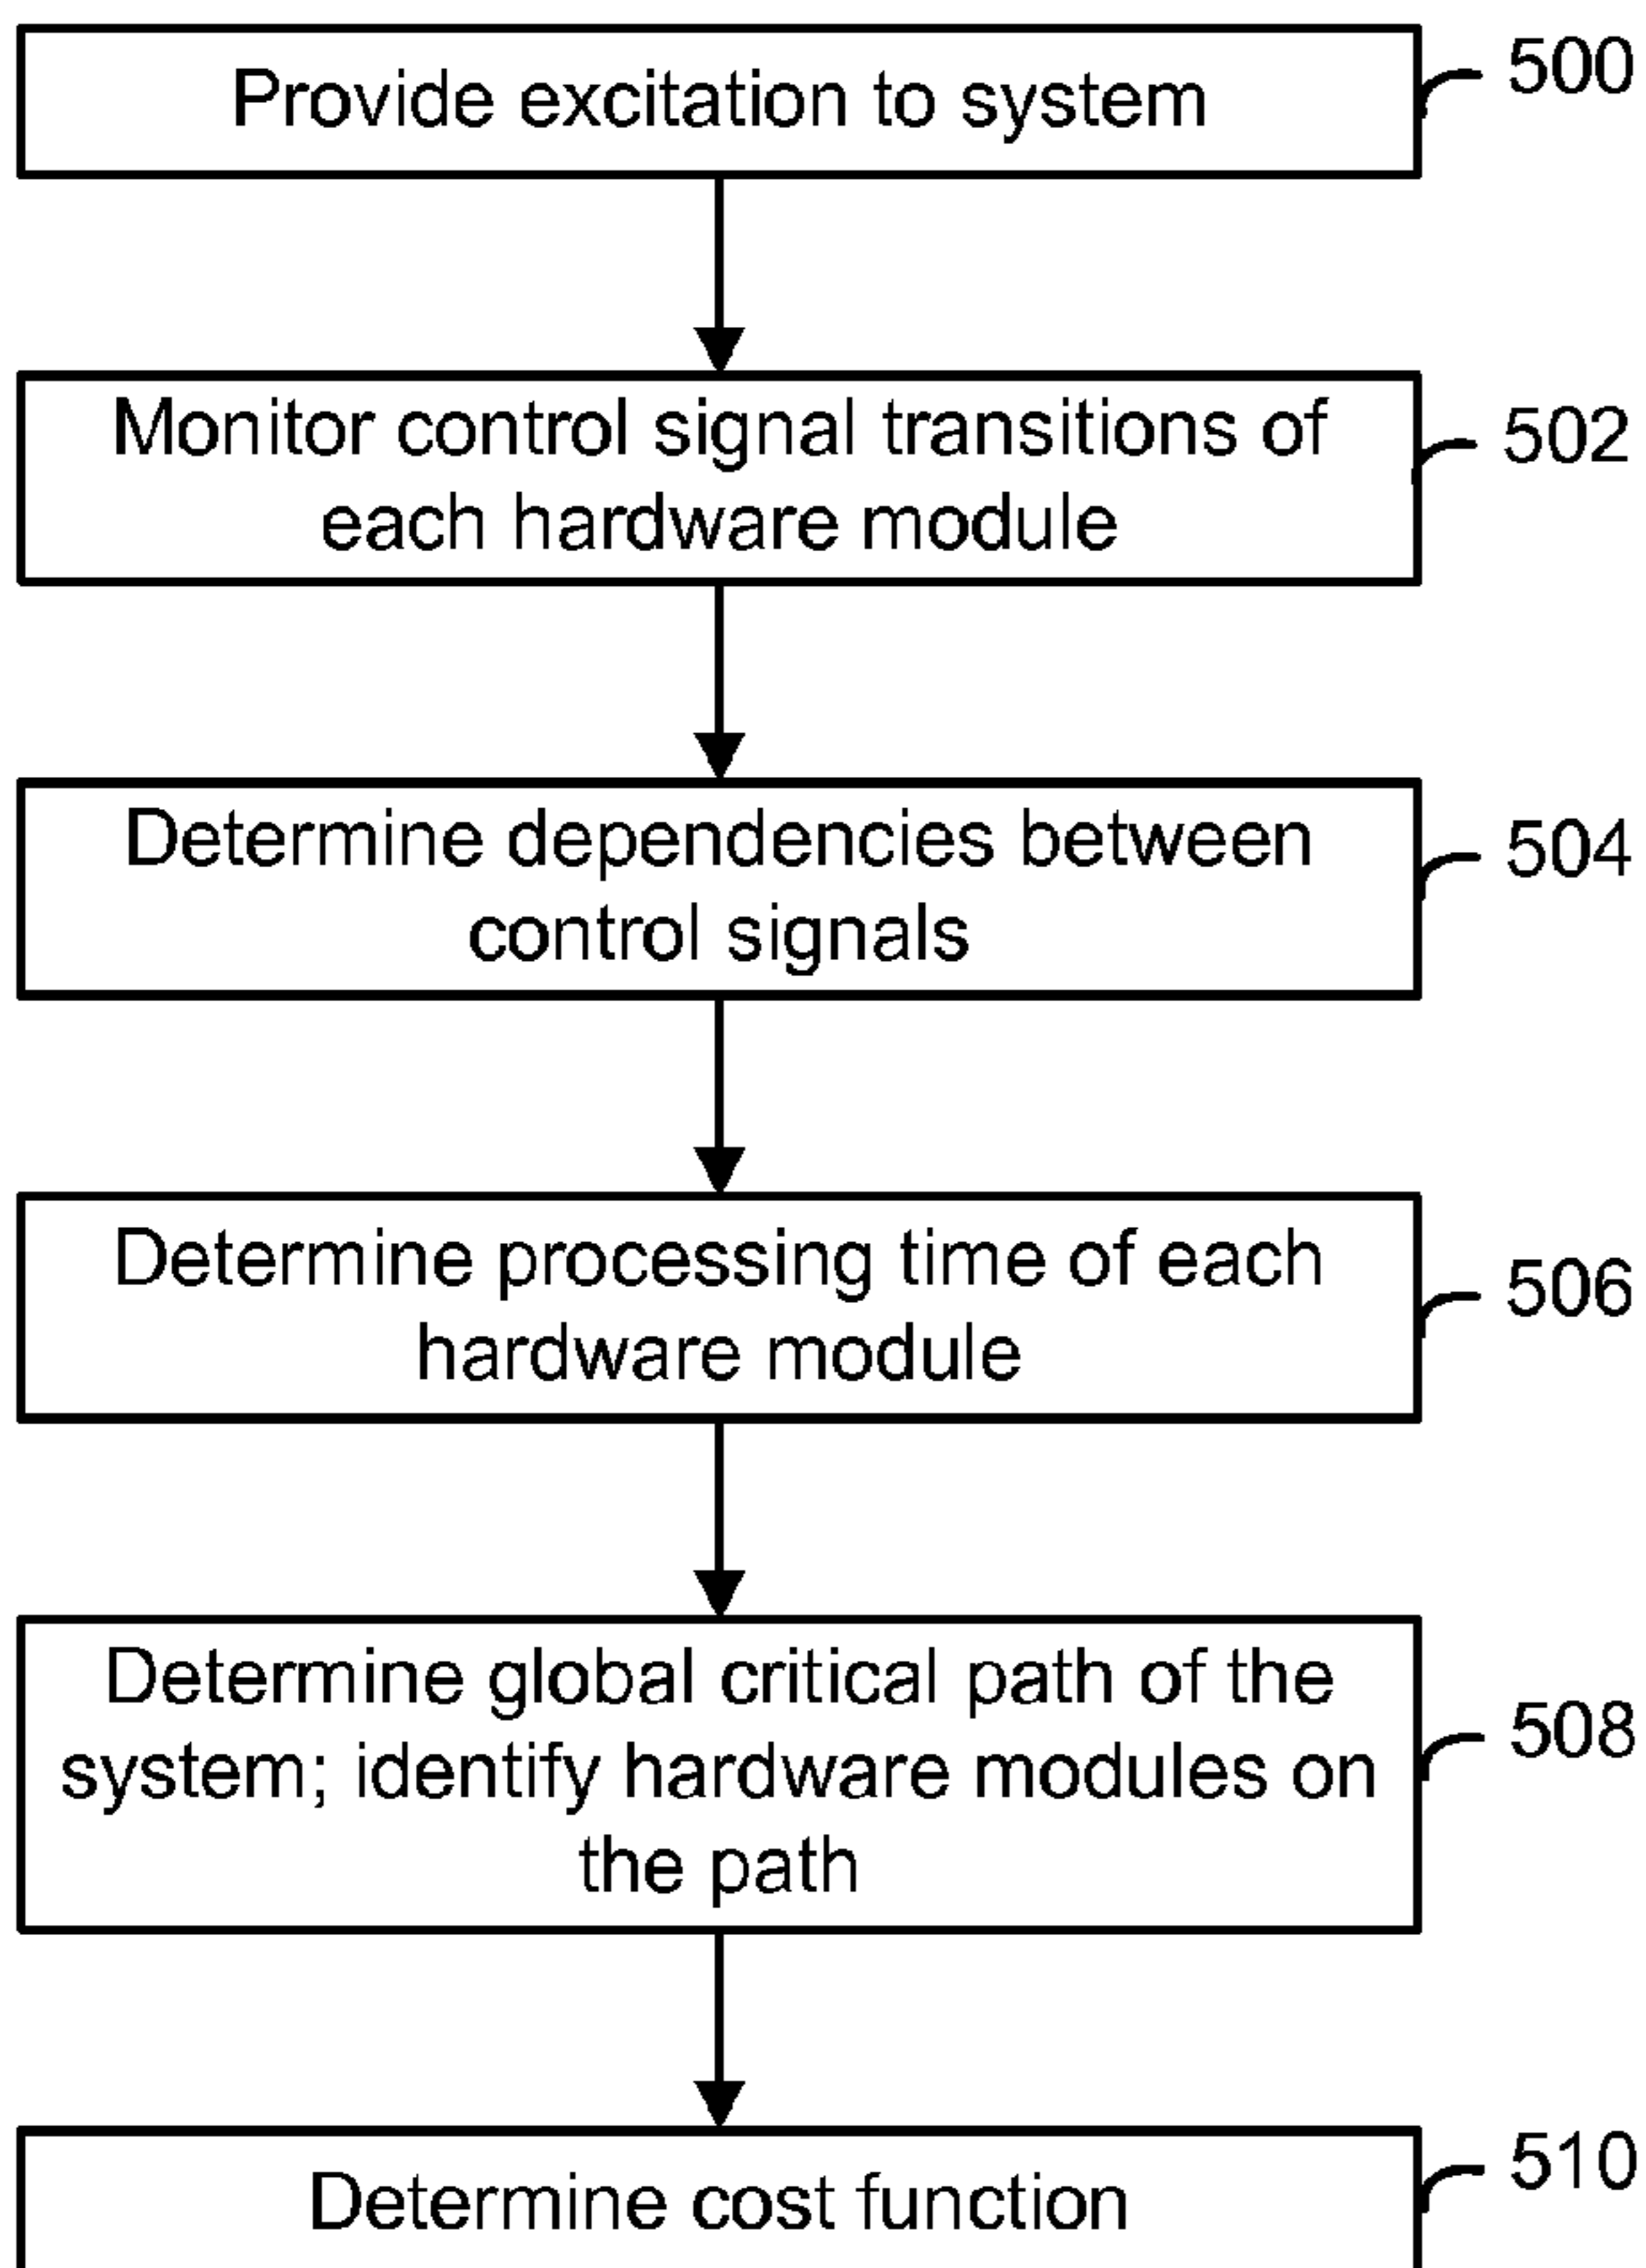 Provide excitation to system
500
Monitor control signal transitions of
each hardware module
502
Determine dependencies between
control signals
504
Determine processing time of each
hardware module
506
Determine global critical path of the
system; identify hardware modules on
the path
508
Determine cost function
510